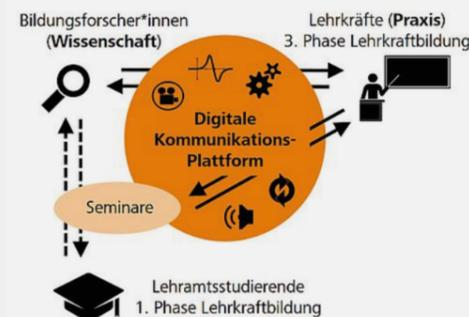 Bildungsforscher*innen
(Wissenschaft)
Lehrkräfte (Praxis)
3. Phase Lehrkraftbildung
Digitale
Kommunikations-
Plattform
Seminare
Lehramtsstudierende
1. Phase Lehrkraftbildung